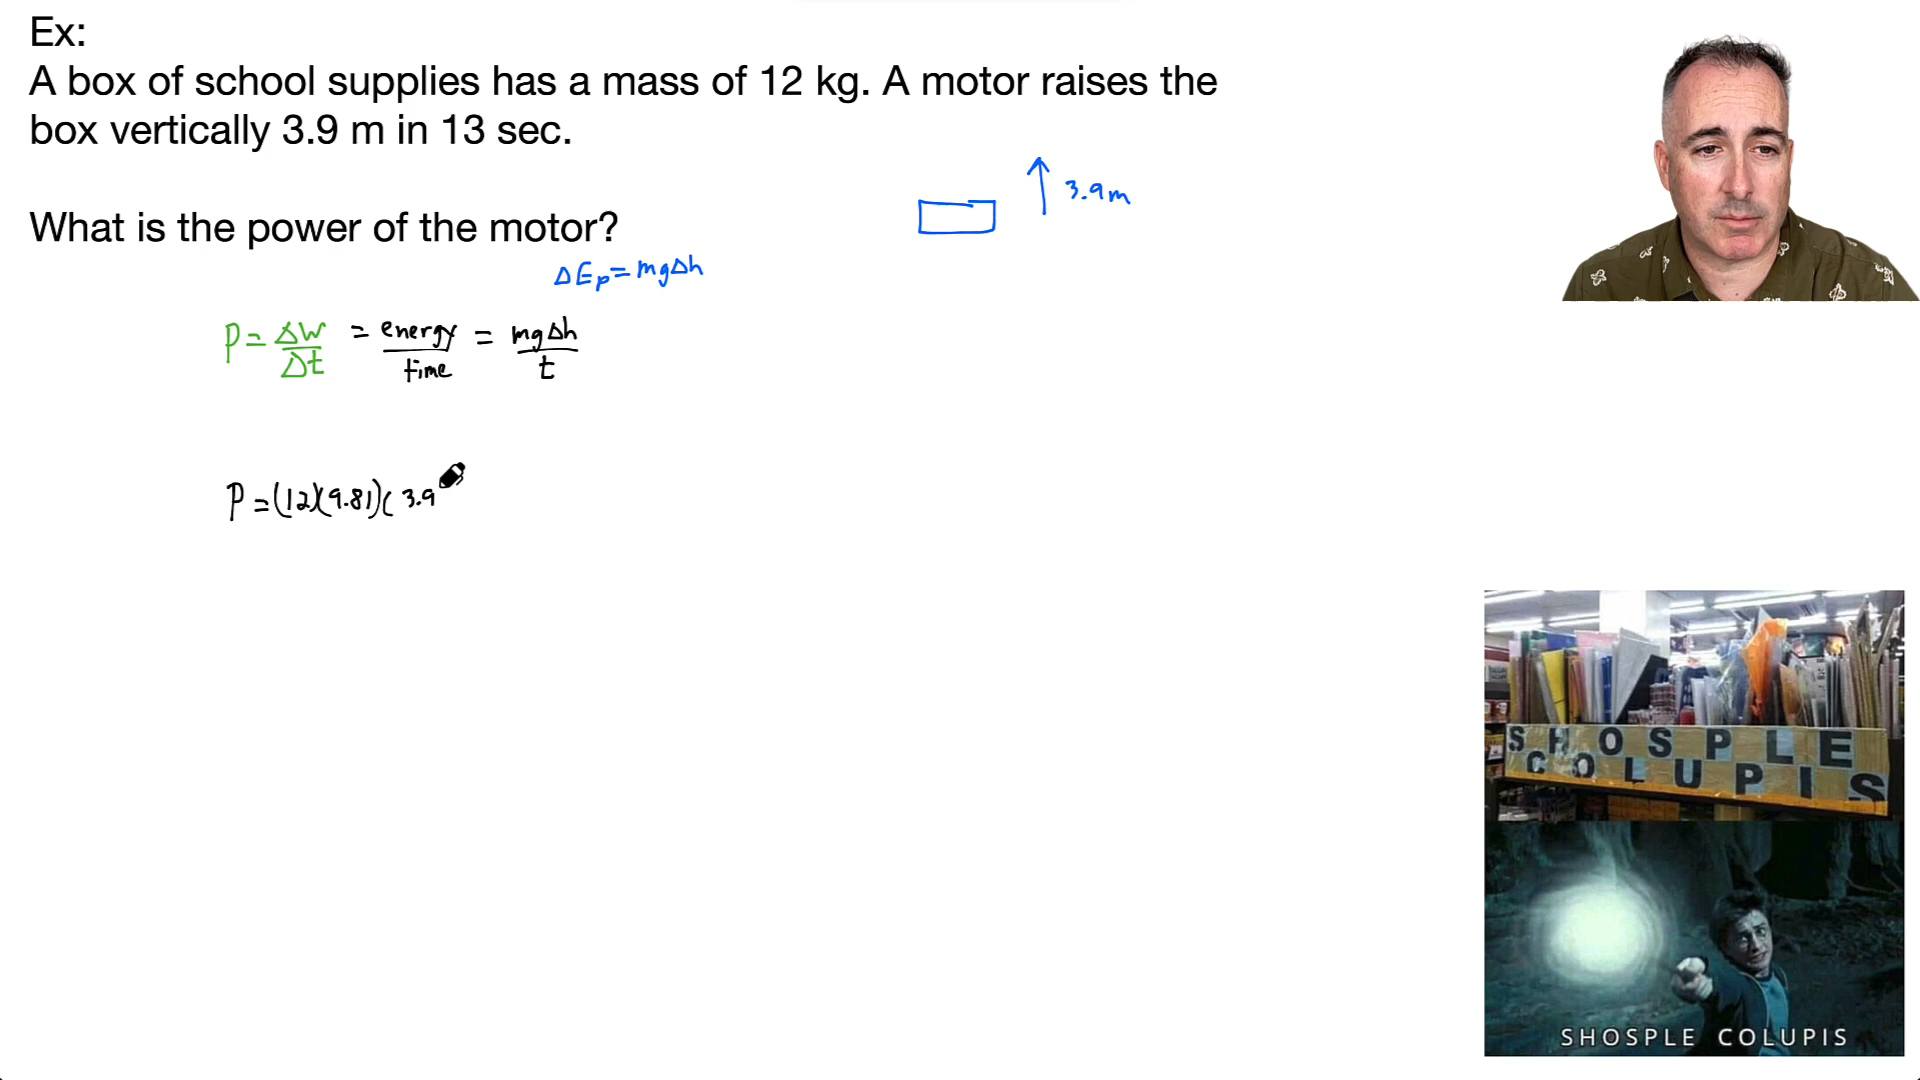 Ex:
A box of school supplies has a mass of 12 kg. A motor raises the
box vertically 3.9 m in 13 sec.
3.9m
What is the power of the motor?
ΔEp=mgΔh
P=ΔW/Δt = energy/time = mgΔh/t
P=(12)(9.81)(3.9
SHOSPLE
COLUPIS
SHOSPLE COLUPIS